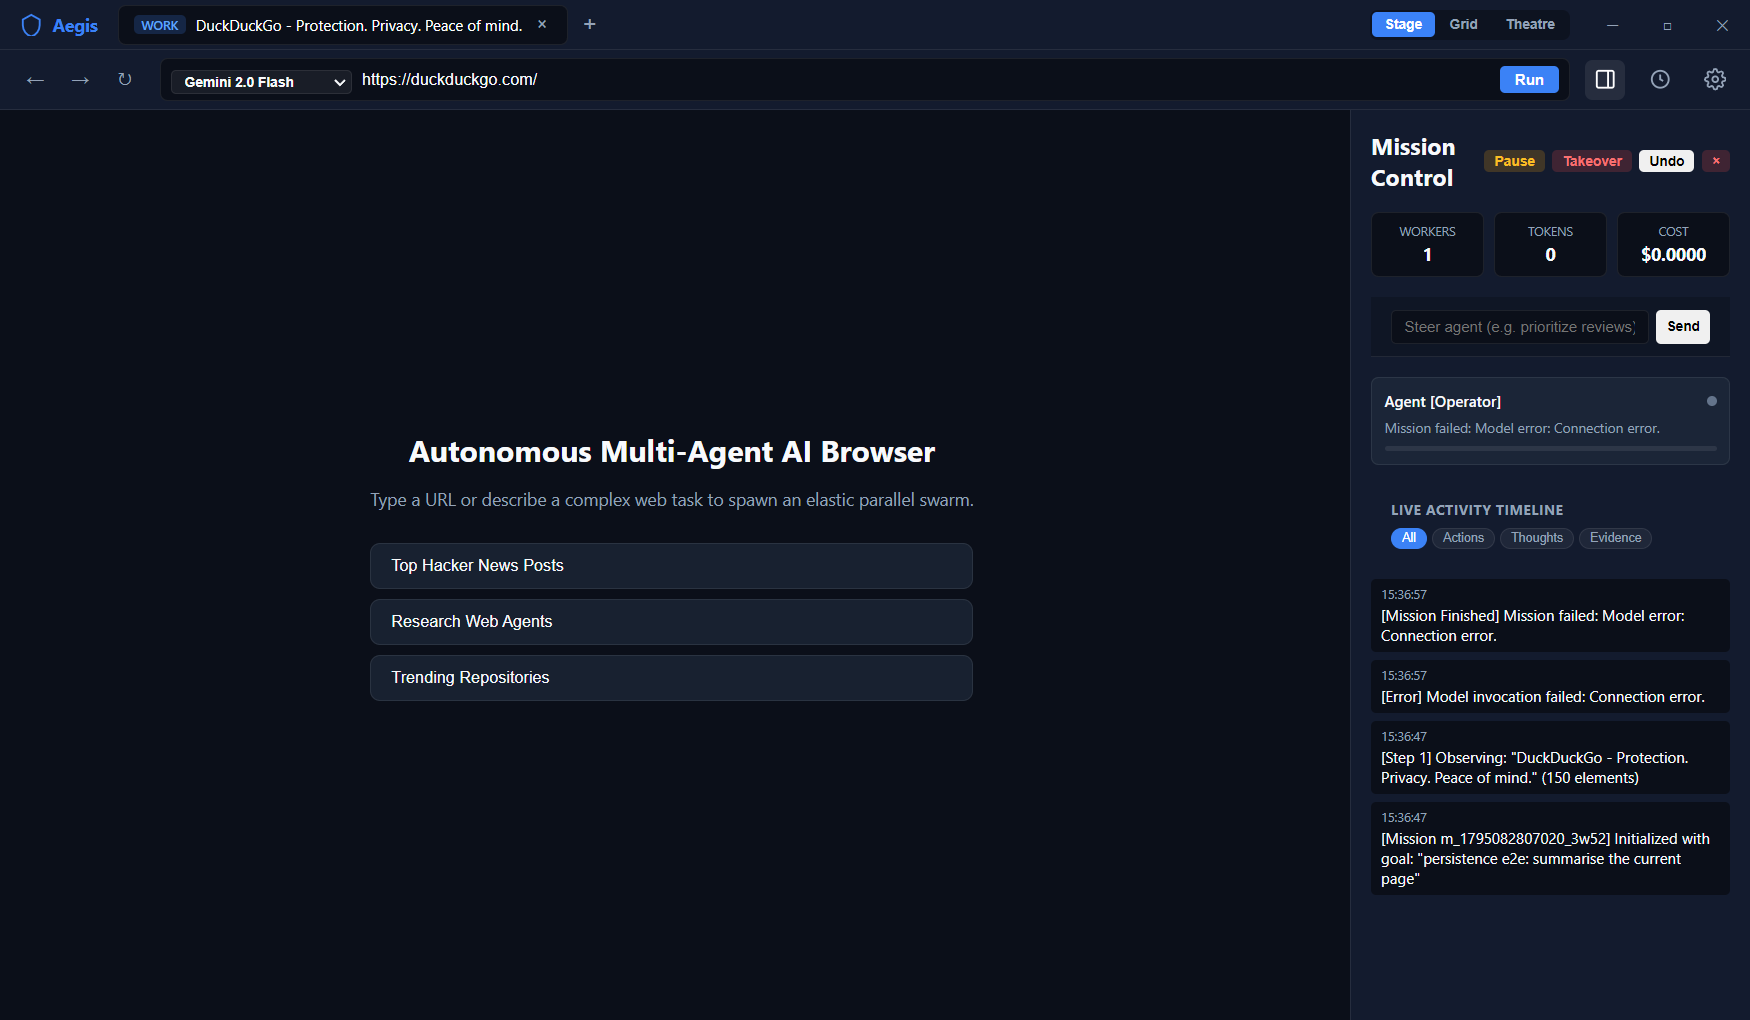 Aegis
WORK DuckDuckGo - Protection. Privacy. Peace of mind. ×
+
Stage Grid Theatre
Gemini 2.0 Flash https://duckduckgo.com/ Run
Mission Control
Pause Takeover Undo ×
WORKERS
1
TOKENS
0
COST
$0.0000
Steer agent (e.g. prioritize reviews) Send
Agent [Operator]
Mission failed: Model error: Connection error.
LIVE ACTIVITY TIMELINE
All Actions Thoughts Evidence
15:36:57
[Mission Finished] Mission failed: Model error:
Connection error.
15:36:57
[Error] Model invocation failed: Connection error.
15:36:47
[Step 1] Observing: "DuckDuckGo - Protection.
Privacy. Peace of mind." (150 elements)
15:36:47
[Mission m_1795082807020_3w52] Initialized with
goal: "persistence e2e: summarise the current
page"
Autonomous Multi-Agent AI Browser
Type a URL or describe a complex web task to spawn an elastic parallel swarm.
Top Hacker News Posts
Research Web Agents
Trending Repositories